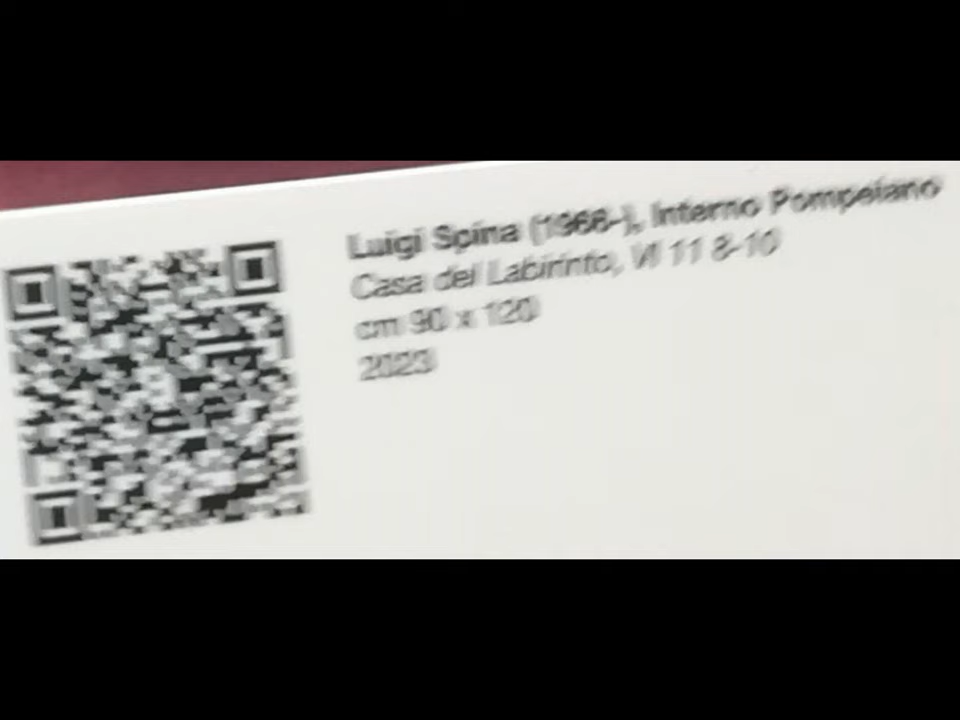 Luigi Spina (1966-), Interno Pompeiano
Casa del Labirinto, VI 11 8-10
cm 90 x 120
2023